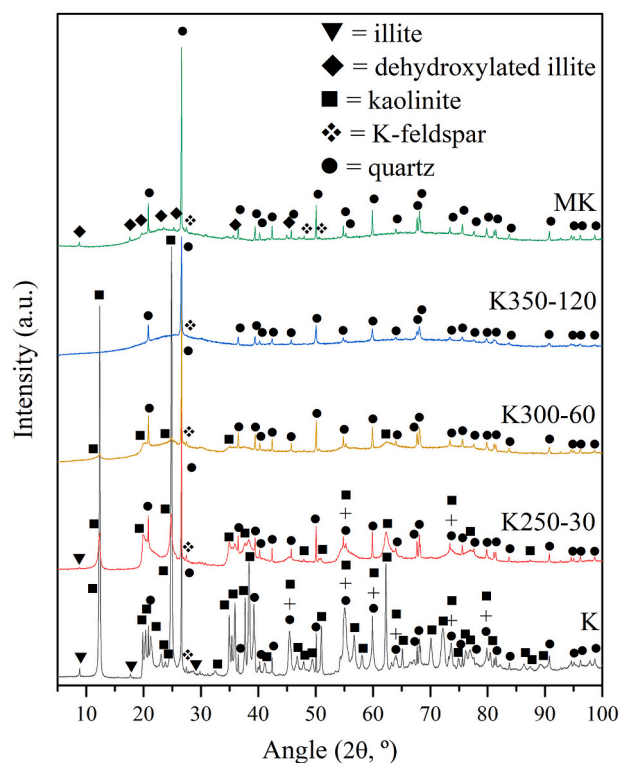 = illite
= dehydroxylated illite
= kaolinite
= K-feldspar
= quartz
MK
K350-120
K300-60
K250-30
K
Intensity (a.u.)
5 10 20 30 40 50 60 70 80 90 100
Angle (2θ, º)